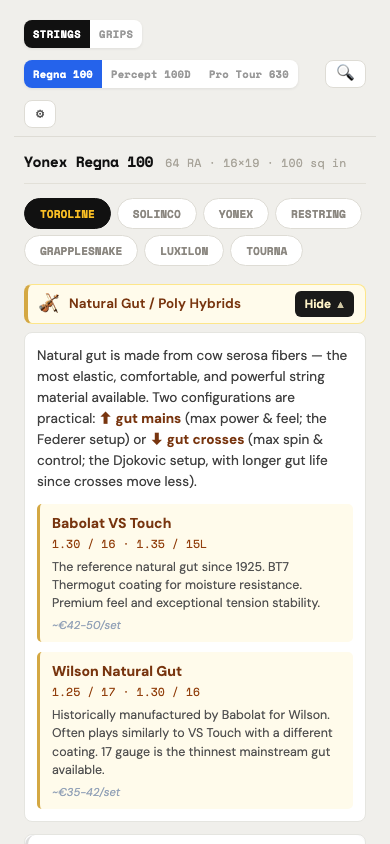 STRINGS GRIPS
Regna 100 Percept 100D Pro Tour 630
Yonex Regna 100 64 RA · 16×19 · 100 sq in
TOROLINE SOLINCO YONEX RESTRING
GRAPPLESNAKE LUXILON TOURNA
Natural Gut / Poly Hybrids Hide ▲
Natural gut is made from cow serosa fibers — the
most elastic, comfortable, and powerful string
material available. Two configurations are
practical: ⬆ gut mains (max power & feel; the
Federer setup) or ⬇ gut crosses (max spin &
control; the Djokovic setup, with longer gut life
since crosses move less).
Babolat VS Touch
1.30 / 16 · 1.35 / 15L
The reference natural gut since 1925. BT7
Thermogut coating for moisture resistance.
Premium feel and exceptional tension stability.
~€42–50/set
Wilson Natural Gut
1.25 / 17 · 1.30 / 16
Historically manufactured by Babolat for Wilson.
Often plays similarly to VS Touch with a different
coating. 17 gauge is the thinnest mainstream gut
available.
~€35–42/set